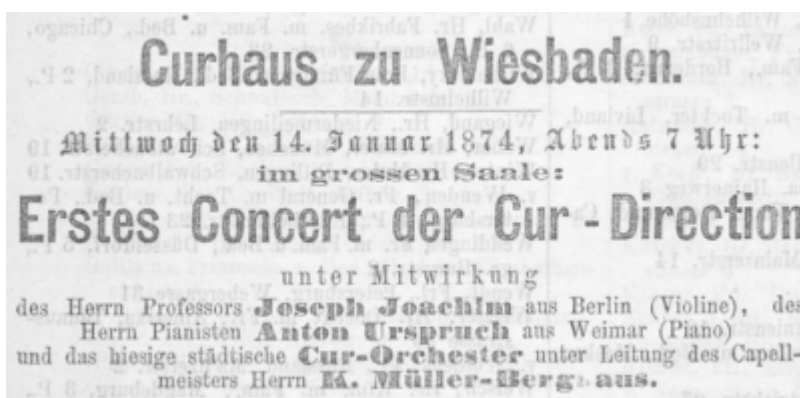 Curhaus zu Wiesbaden.
Mittwoch den 14. Januar 1874, Abends 7 Uhr:
im grossen Saale:
Erstes Concert der Cur-Direction
unter Mitwirkung
des Herrn Professors Joseph Joachim aus Berlin (Violine), des
Herrn Pianisten Anton Urspruch aus Weimar (Piano)
und das hiesige städtische Cur-Orchester unter Leitung des Capell-
meisters Herrn K. Müller-Berghaus.